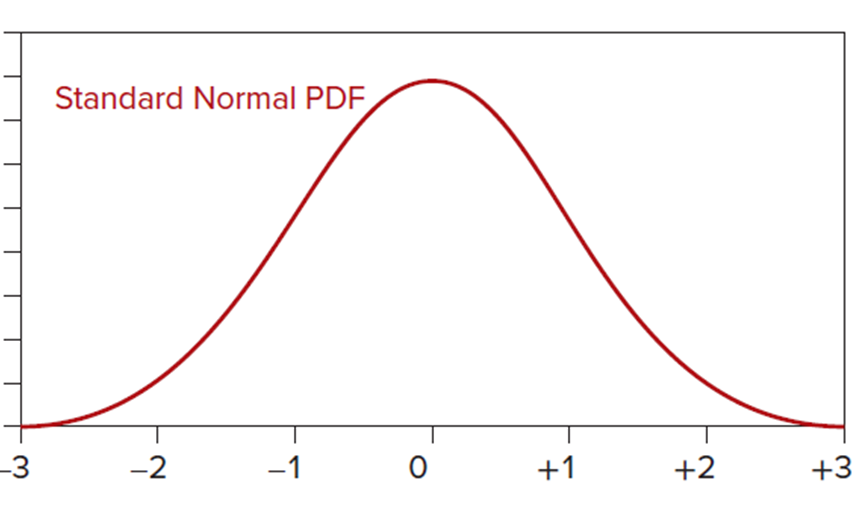 Standard Normal PDF
–3 –2 –1 0 +1 +2 +3